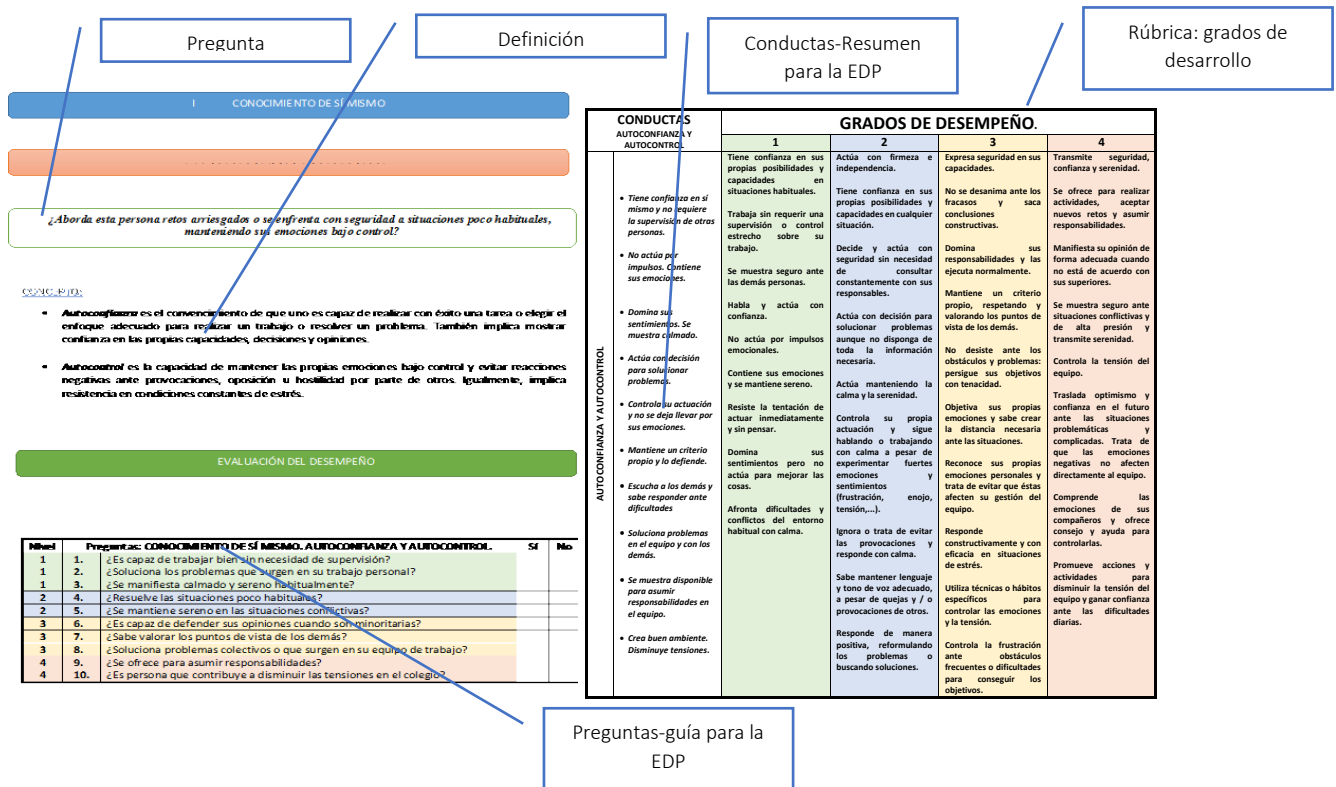 Pregunta
Definición
Conductas-Resumen
para la EDP
Rúbrica: grados de
desarrollo
I CONOCIMIENTO DE SÍ MISMO
¿Aborda esta persona retos arriesgados o se enfrenta con seguridad a situaciones poco habituales,
manteniendo sus emociones bajo control?
CONCEPTO:
• Autoconfianza es el convencimiento de que uno es capaz de realizar con éxito una tarea o elegir el
enfoque adecuado para realizar un trabajo o resolver un problema. También implica mostrar
confianza en las propias capacidades, decisiones y opiniones.
• Autocontrol es la capacidad de mantener las propias emociones bajo control y evitar reacciones
negativas ante provocaciones, oposición u hostilidad por parte de otros. Igualmente, implica
resistencia en condiciones constantes de estrés.
EVALUACIÓN DEL DESEMPEÑO
Nivel Preguntas: CONOCIMIENTO DE SÍ MISMO. AUTOCONFIANZA Y AUTOCONTROL. Sí No
1 1. ¿Es capaz de trabajar bien sin necesidad de supervisión?
1 2. ¿Soluciona los problemas que surgen en su trabajo personal?
1 3. ¿Se manifiesta calmado y sereno habitualmente?
2 4. ¿Resuelve las situaciones poco habituales?
2 5. ¿Se mantiene sereno en las situaciones conflictivas?
3 6. ¿Es capaz de defender sus opiniones cuando son minoritarias?
3 7. ¿Sabe valorar los puntos de vista de los demás?
3 8. ¿Soluciona problemas colectivos o que surgen en su equipo de trabajo?
4 9. ¿Se ofrece para asumir responsabilidades?
4 10. ¿Es persona que contribuye a disminuir las tensiones en el colegio?
CONDUCTAS
AUTOCONFIANZA Y
AUTOCONTROL
GRADOS DE DESEMPEÑO.
1 2 3 4
AUTOCONFIANZA Y AUTOCONTROL
• Tiene confianza en sí
mismo y no requiere
la supervisión de otras
personas.
• No actúa por
impulsos. Contiene
sus emociones.
• Domina sus
sentimientos. Se
muestra calmado.
• Actúa con decisión
para solucionar
problemas.
• Controla su actuación
y no se deja llevar por
sus emociones.
• Mantiene un criterio
propio y lo defiende.
• Escucha a los demás y
sabe responder ante
dificultades
• Soluciona problemas
en el equipo y con los
demás.
• Se muestra disponible
para asumir
responsabilidades en
el equipo.
• Crea buen ambiente.
Disminuye tensiones.
Tiene confianza en sus
propias posibilidades y
capacidades en
situaciones habituales.
Trabaja sin requerir una
supervisión o control
estrecho sobre su
trabajo.
Se muestra seguro ante
las demás personas.
Habla y actúa con
confianza.
No actúa por impulsos
emocionales.
Contiene sus emociones
y se mantiene sereno.
Resiste la tentación de
actuar inmediatamente
y sin pensar.
Domina sus
sentimientos pero no
actúa para mejorar las
cosas.
Afronta dificultades y
conflictos del entorno
habitual con calma.
Actúa con firmeza e
independencia.
Tiene confianza en sus
propias posibilidades y
capacidades en cualquier
situación.
Decide y actúa con
seguridad sin necesidad
de consultar
constantemente con sus
responsables.
Actúa con decisión para
solucionar problemas
aunque no disponga de
toda la información
necesaria.
Actúa manteniendo la
calma y la serenidad.
Controla su propia
actuación y sigue
hablando o trabajando
con calma a pesar de
experimentar fuertes
emociones y
sentimientos
(frustración, enojo,
tensión,...).
Ignora o trata de evitar
las provocaciones y
responde con calma.
Sabe mantener lenguaje
y tono de voz adecuado,
a pesar de quejas y / o
provocaciones de otros.
Responde de manera
positiva, reformulando
los problemas o
buscando soluciones.
Expresa seguridad en sus
capacidades.
No se desanima ante los
fracasos y saca
conclusiones
constructivas.
Domina sus
responsabilidades y las
ejecuta normalmente.
Mantiene un criterio
propio, respetando y
valorando los puntos de
vista de los demás.
No desiste ante los
obstáculos y problemas:
persigue sus objetivos
con tenacidad.
Objetiva sus propias
emociones y sabe crear
la distancia necesaria
ante las situaciones.
Reconoce sus propias
emociones personales y
trata de evitar que éstas
afecten su gestión del
equipo.
Responde
constructivamente y con
eficacia en situaciones
de estrés.
Utiliza técnicas o hábitos
específicos para
controlar las emociones
y la tensión.
Controla la frustración
ante obstáculos
frecuentes o dificultades
para conseguir los
objetivos.
Transmite seguridad,
confianza y serenidad.
Se ofrece para realizar
actividades, aceptar
nuevos retos y asumir
responsabilidades.
Manifiesta su opinión de
forma adecuada cuando
no está de acuerdo con
sus superiores.
Se muestra seguro ante
situaciones conflictivas y
de alta presión y
transmite serenidad.
Controla la tensión del
equipo.
Traslada optimismo y
confianza en el futuro
ante las situaciones
problemáticas y
complicadas. Trata de
que las emociones
negativas no afecten
directamente al equipo.
Comprende las
emociones de sus
compañeros y ofrece
consejo y ayuda para
controlarlas.
Promueve acciones y
actividades para
disminuir la tensión del
equipo y ganar confianza
ante las dificultades
diarias.
Preguntas-guía para la
EDP